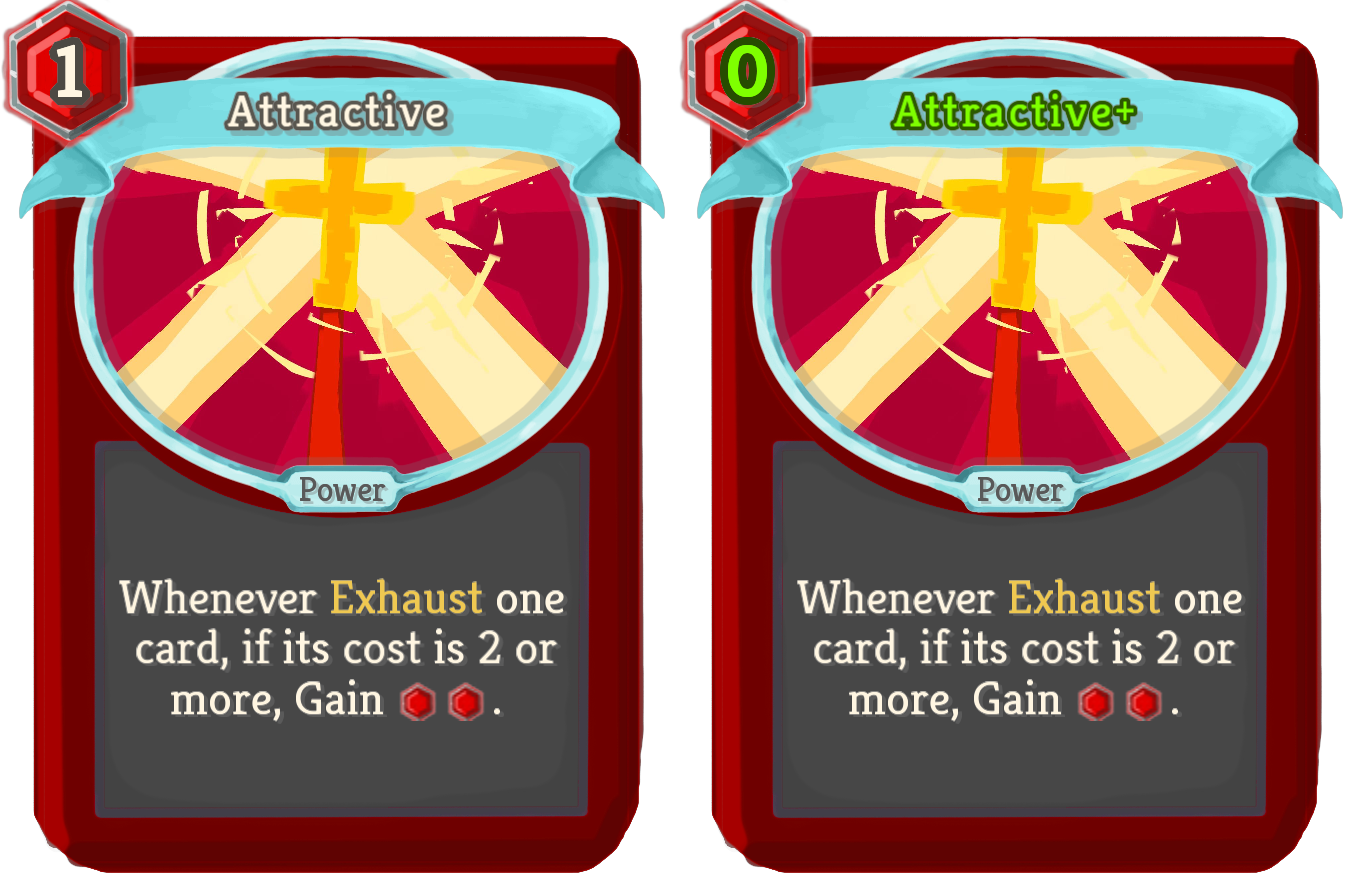 1
Attractive
Power
Whenever Exhaust one
card, if its cost is 2 or
more, Gain .
0
Attractive+
Power
Whenever Exhaust one
card, if its cost is 2 or
more, Gain .